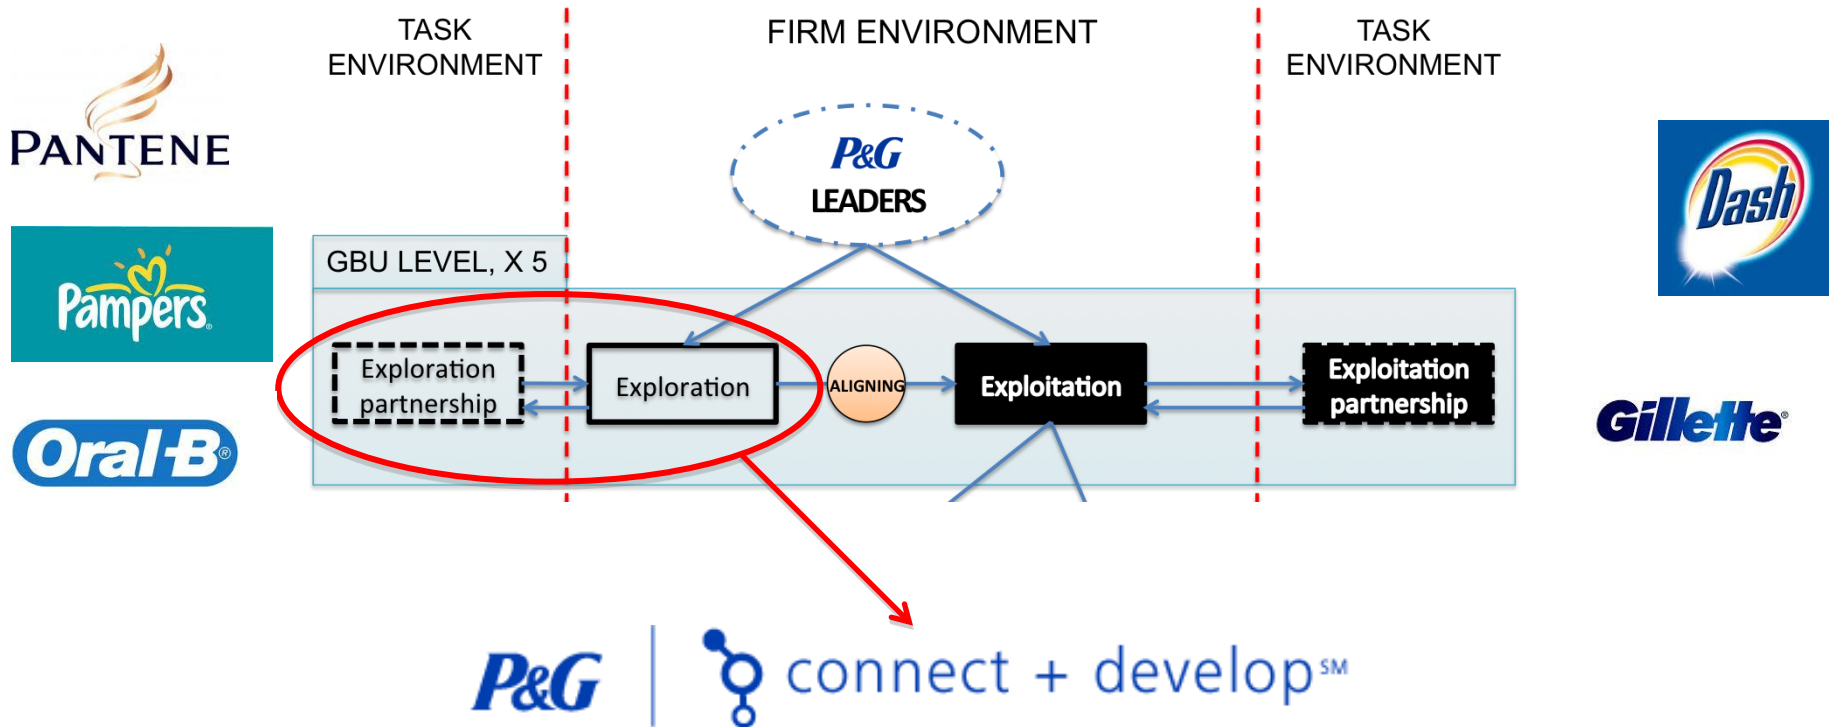 TASK
ENVIRONMENT
FIRM ENVIRONMENT
TASK
ENVIRONMENT
PANTENE
P&G
LEADERS
Dash
GBU LEVEL, X 5
Pampers.
Exploration
partnership
Exploration
ALIGNING
Exploitation
Exploitation
partnership
Oral-B®
Gillette®
P&G
connect + develop℠